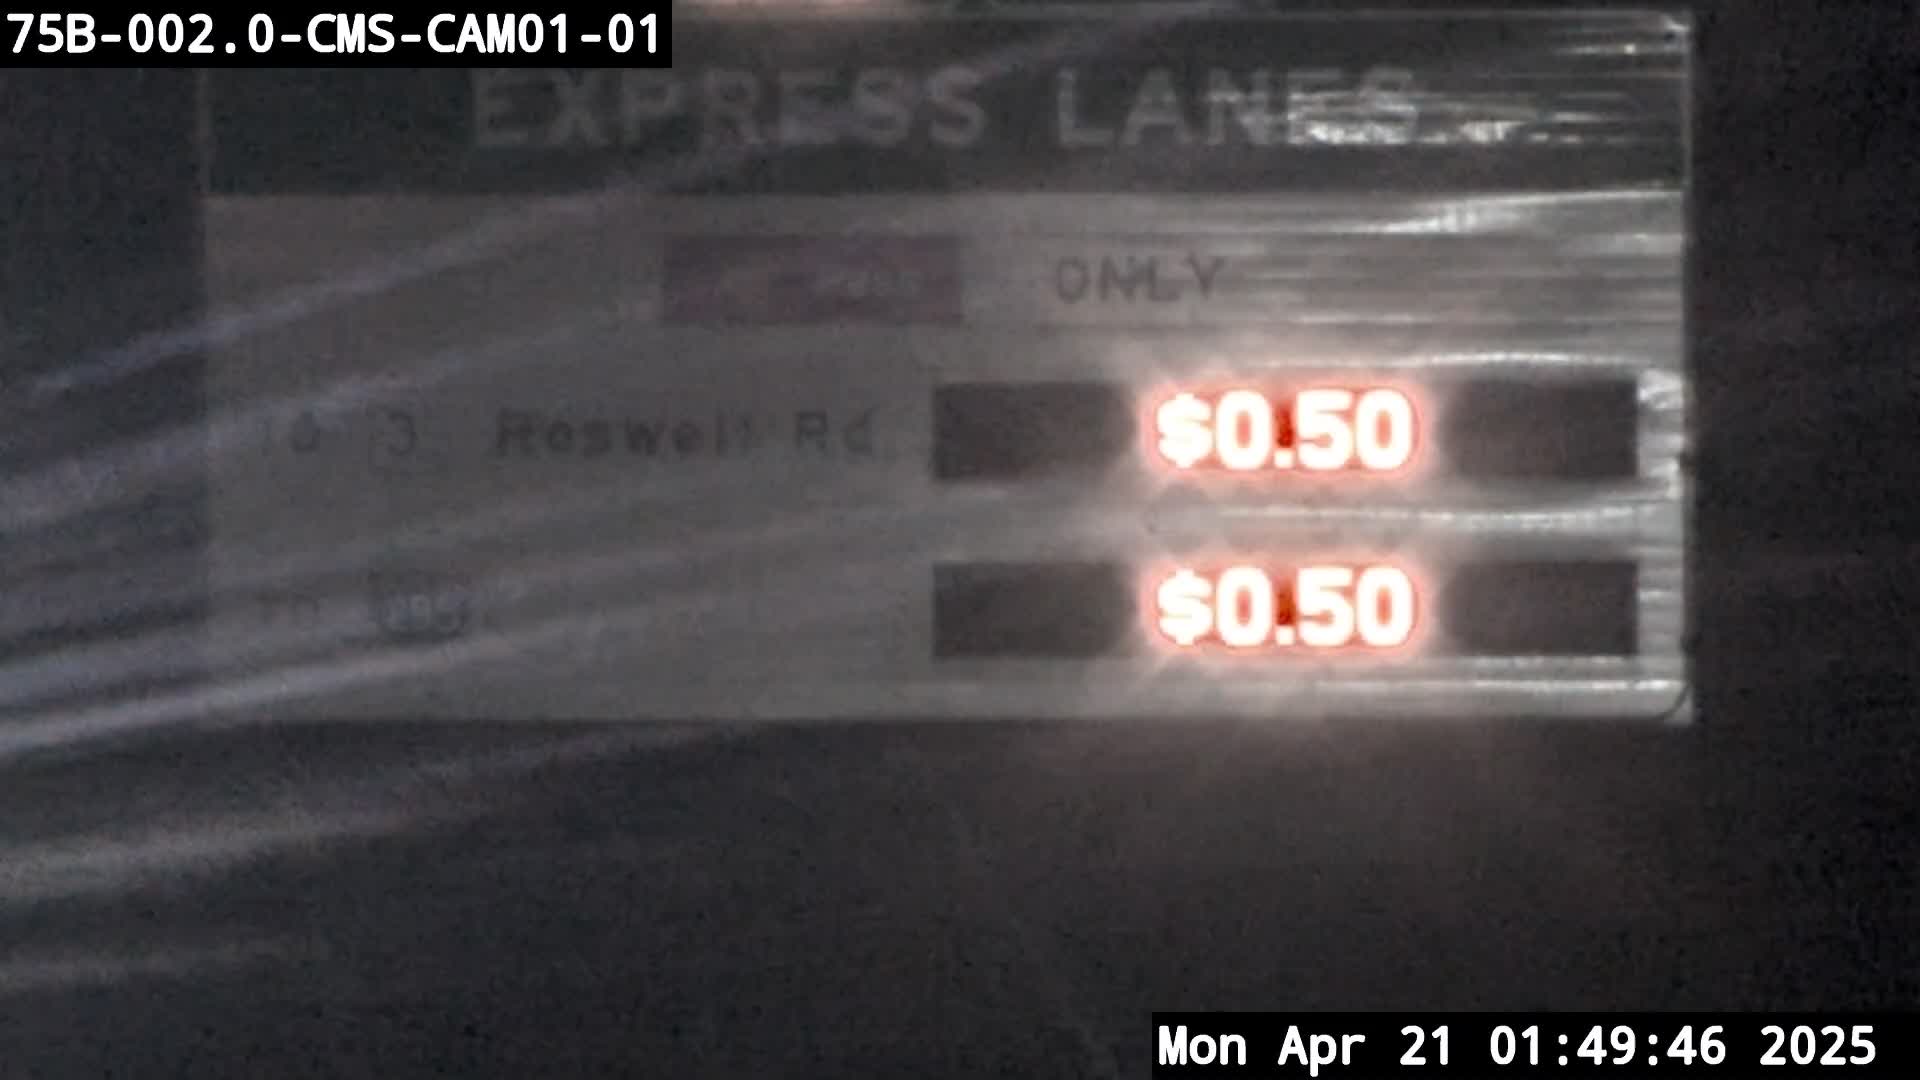 75B-002.0-CMS-CAM01-01
EXPRESS LANES
ONLY
Roswell Rd $0.50
$0.50
Mon Apr 21 01:49:46 2025